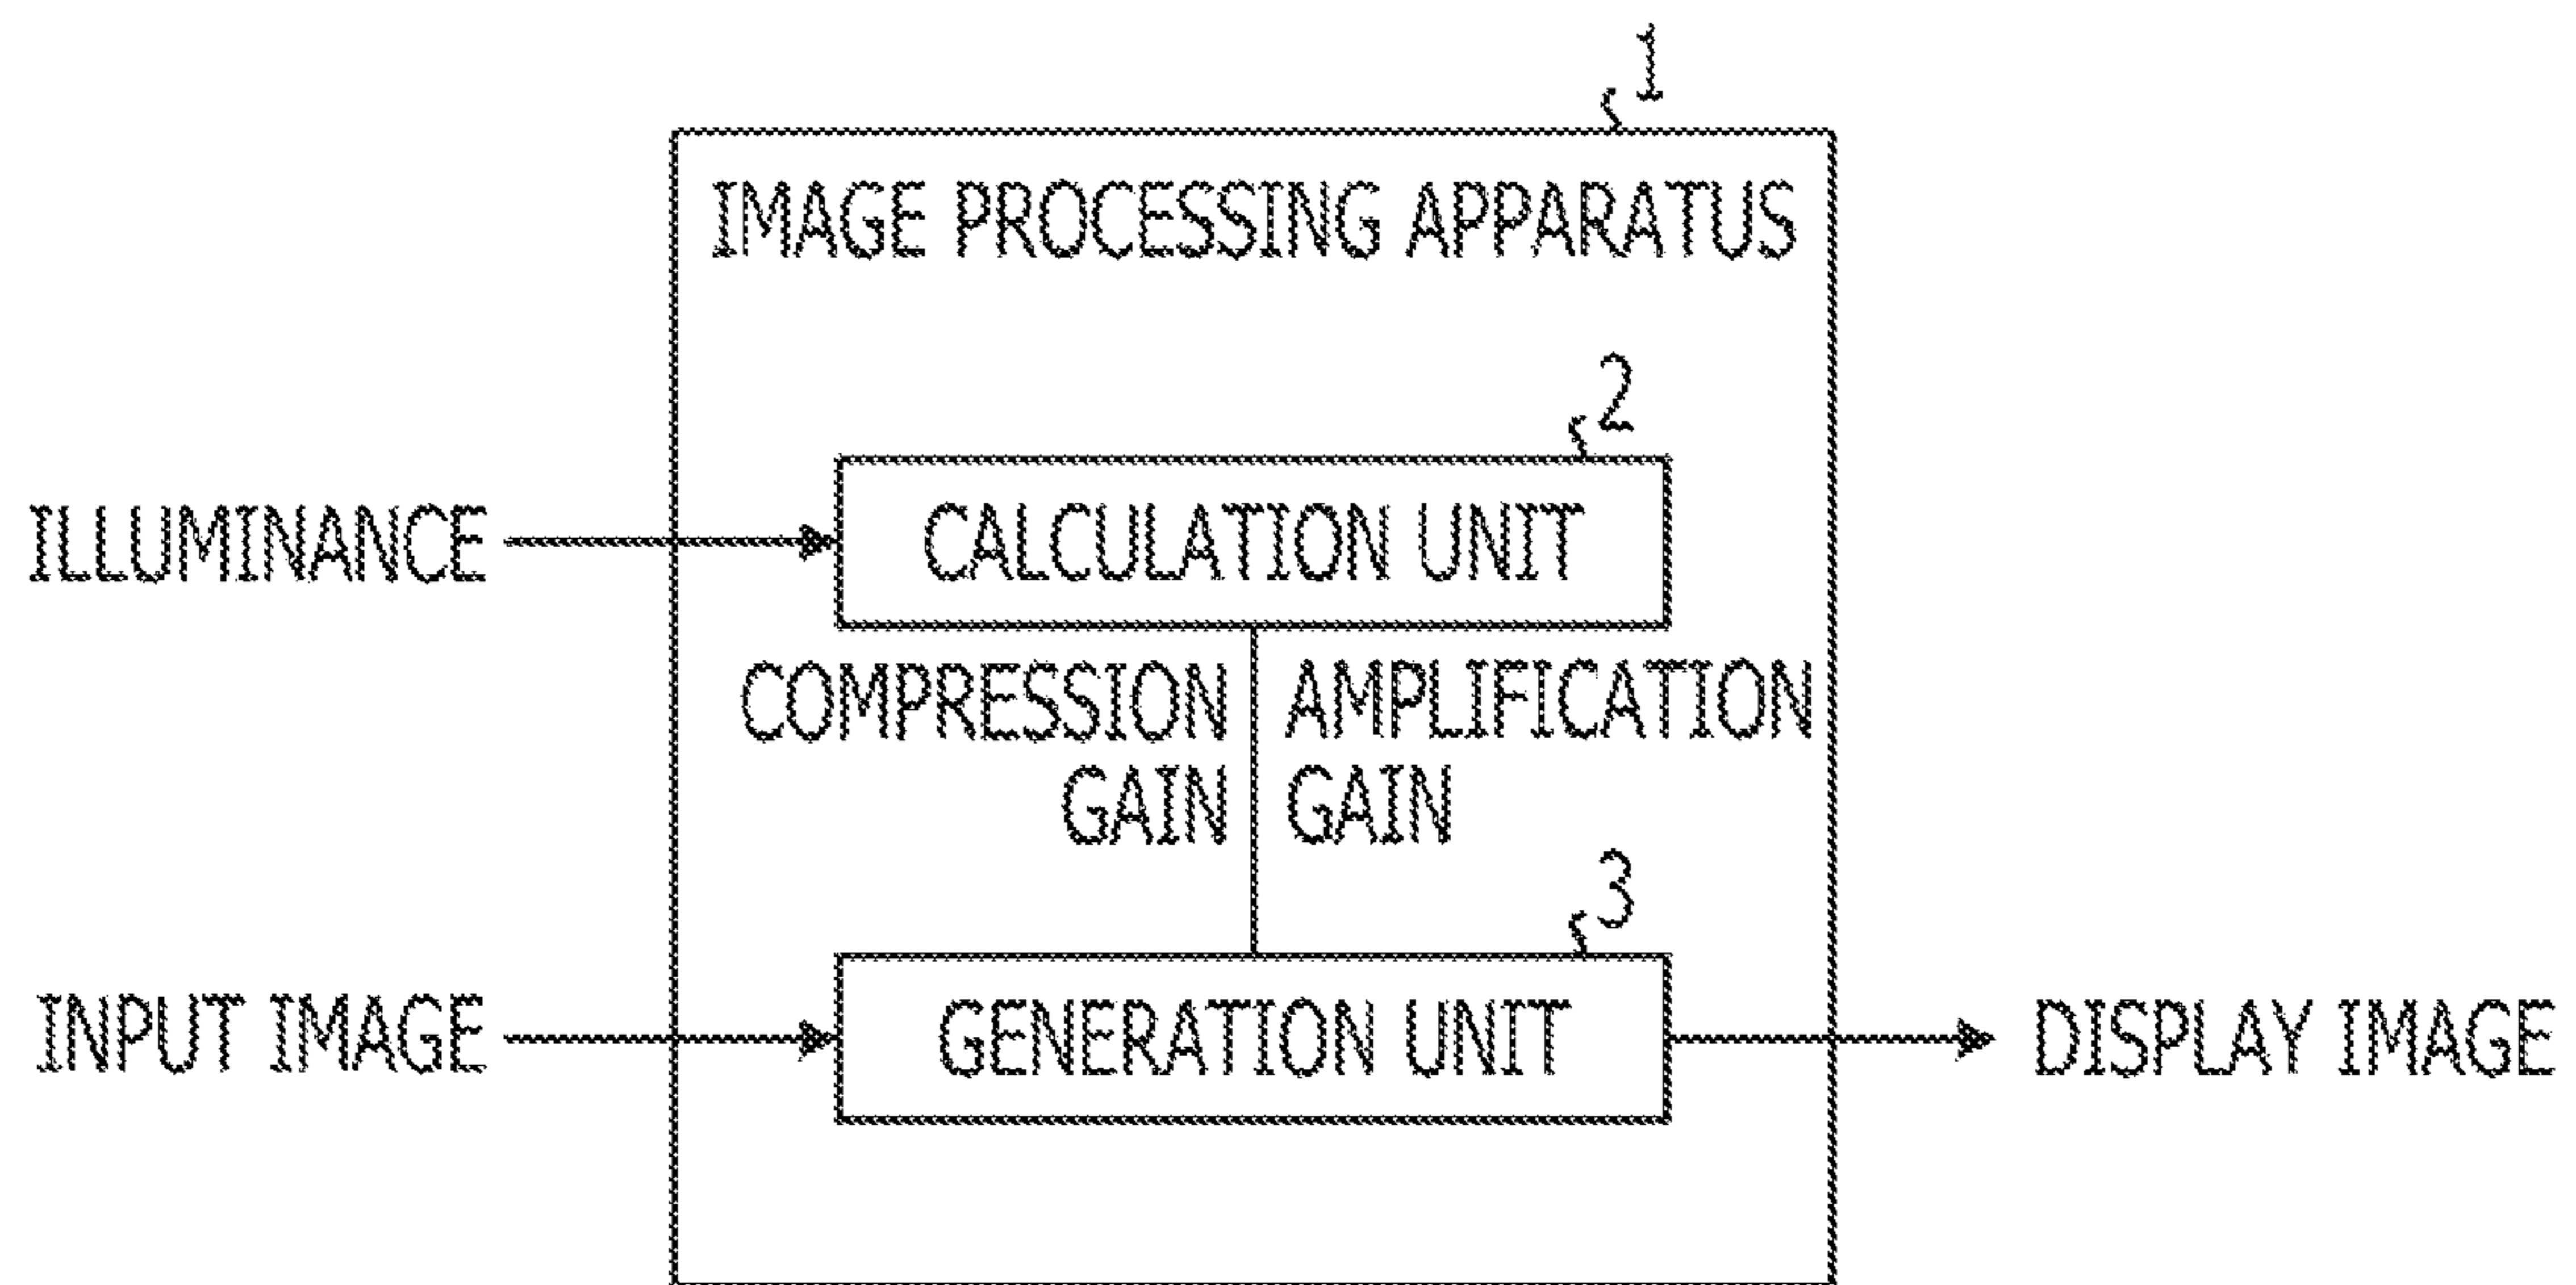 1
IMAGE PROCESSING APPARATUS
2
ILLUMINANCE
CALCULATION UNIT
COMPRESSION GAIN
AMPLIFICATION GAIN
3
INPUT IMAGE
GENERATION UNIT
DISPLAY IMAGE